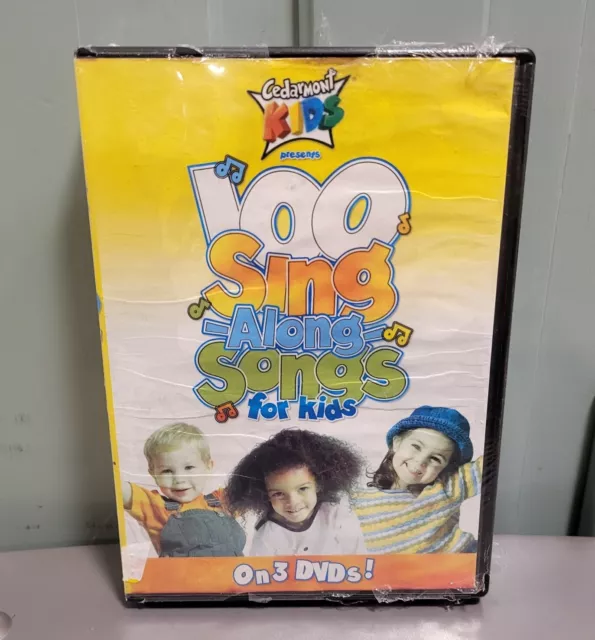 Cedarmont
KIDS
presents
100
Sing
-Along-
Songs
for kids
On 3 DVDs!